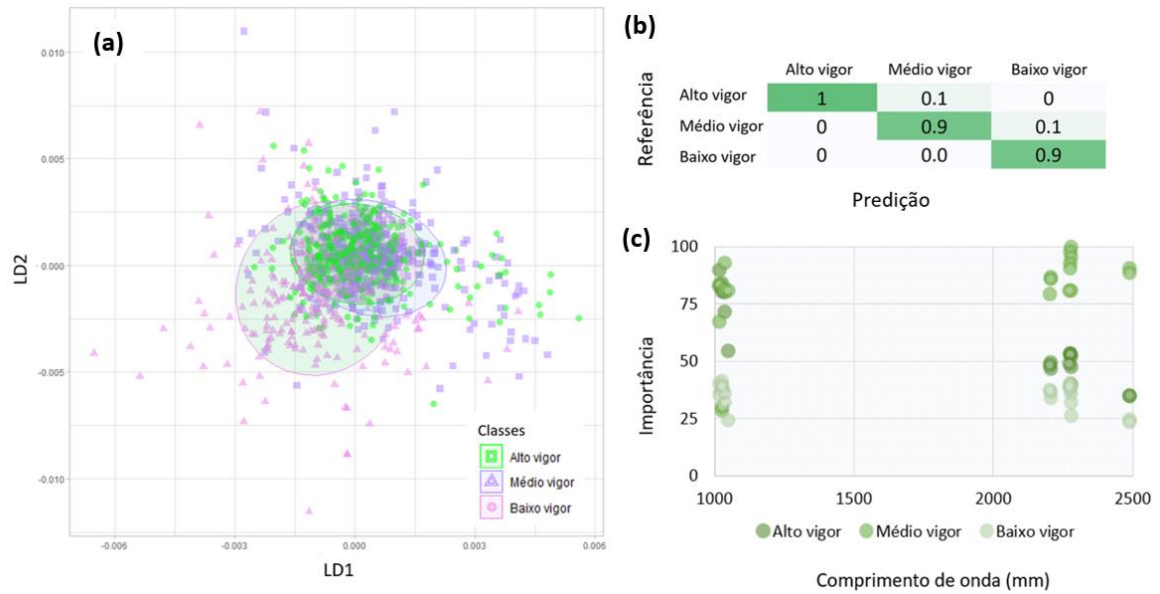 (a)
0.010
0.005
0.000
-0.005
-0.010
LD2
-0.006
-0.003
0.000
0.003
0.006
LD1
Classes
Alto vigor
Médio vigor
Baixo vigor
(b)
Alto vigor Médio vigor Baixo vigor
Referência
Alto vigor 1 0.1 0
Médio vigor 0 0.9 0.1
Baixo vigor 0 0.0 0.9
Predição
(c)
Importância
100
75
50
25
0
1000 1500 2000 2500
Alto vigor Médio vigor Baixo vigor
Comprimento de onda (mm)